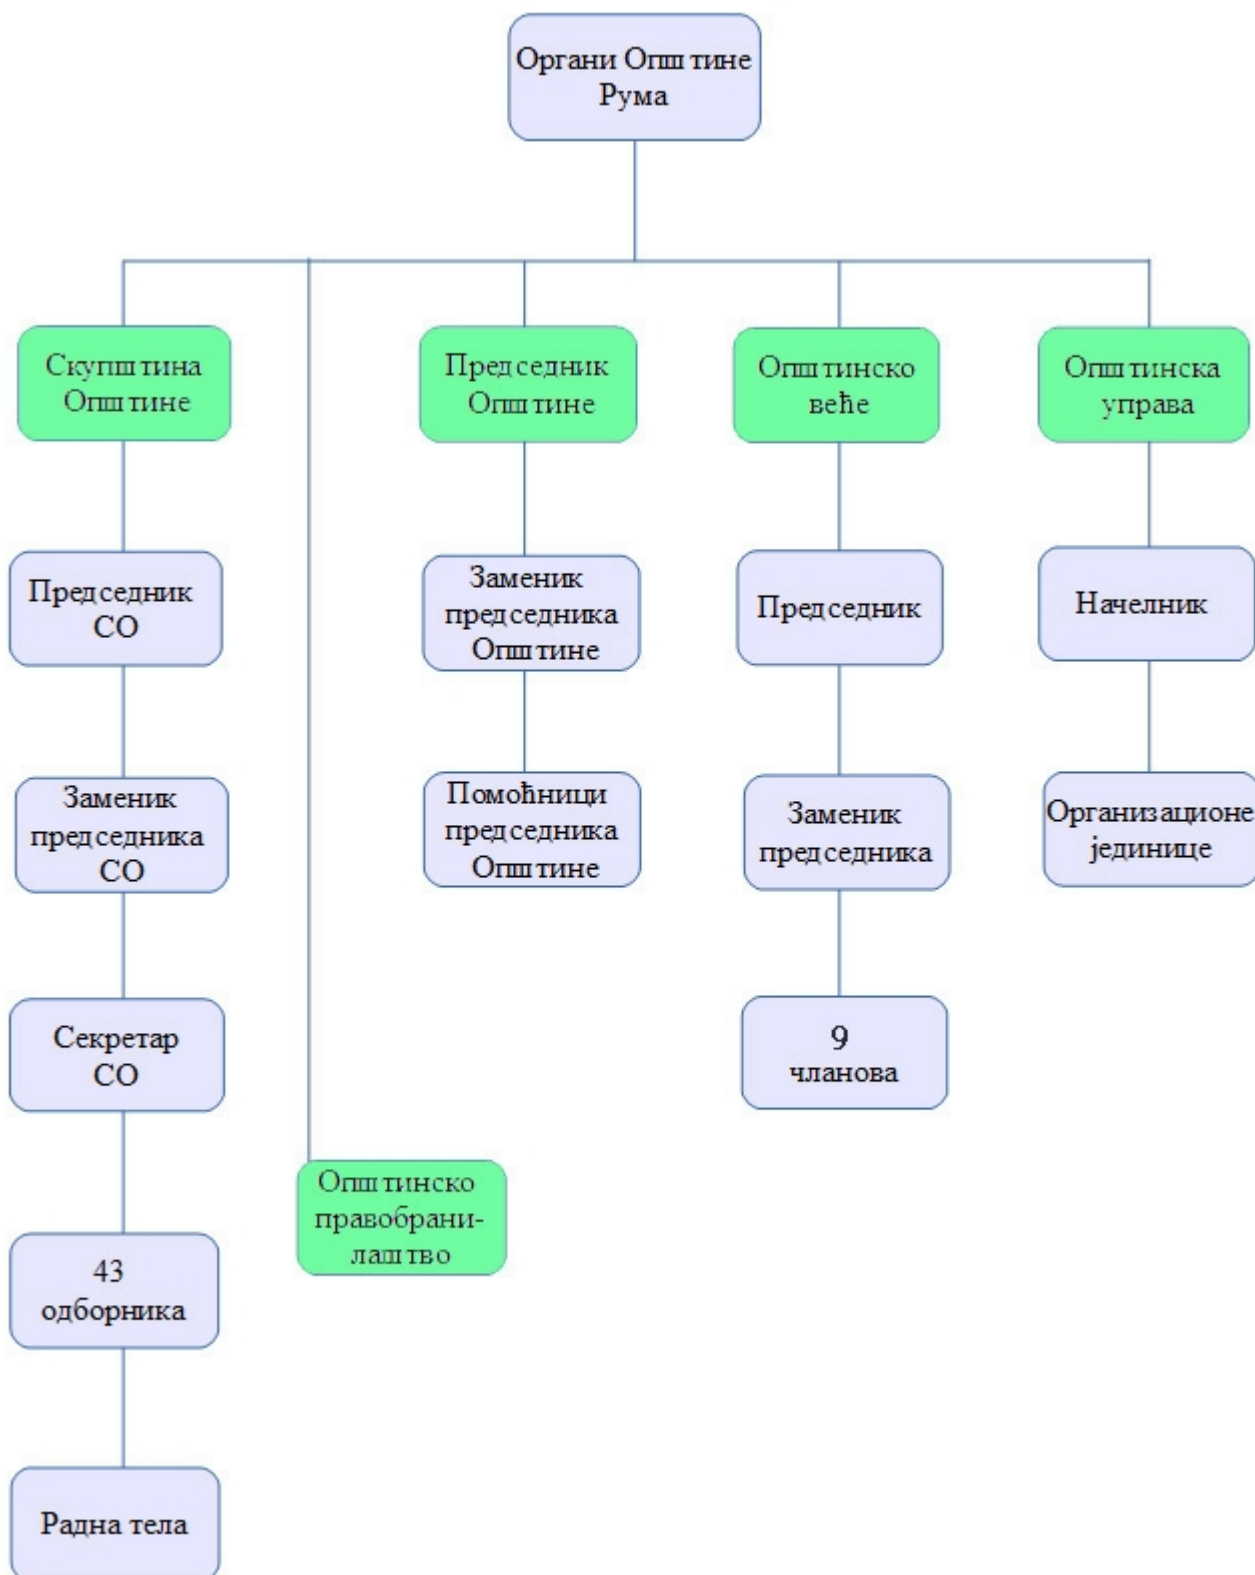 Органи Општине
Рума
Скупштина
Општине
Председник
Општине
Општинско
веће
Општинска
управа
Председник
СО
Заменик
председника
Општине
Председник
Начелник
Заменик
председника
СО
Помоћници
председника
Општине
Заменик
председника
Организационе
јединице
Секретар
СО
9
чланова
Општинско
правобрани-
лаштво
43
одборника
Радна тела